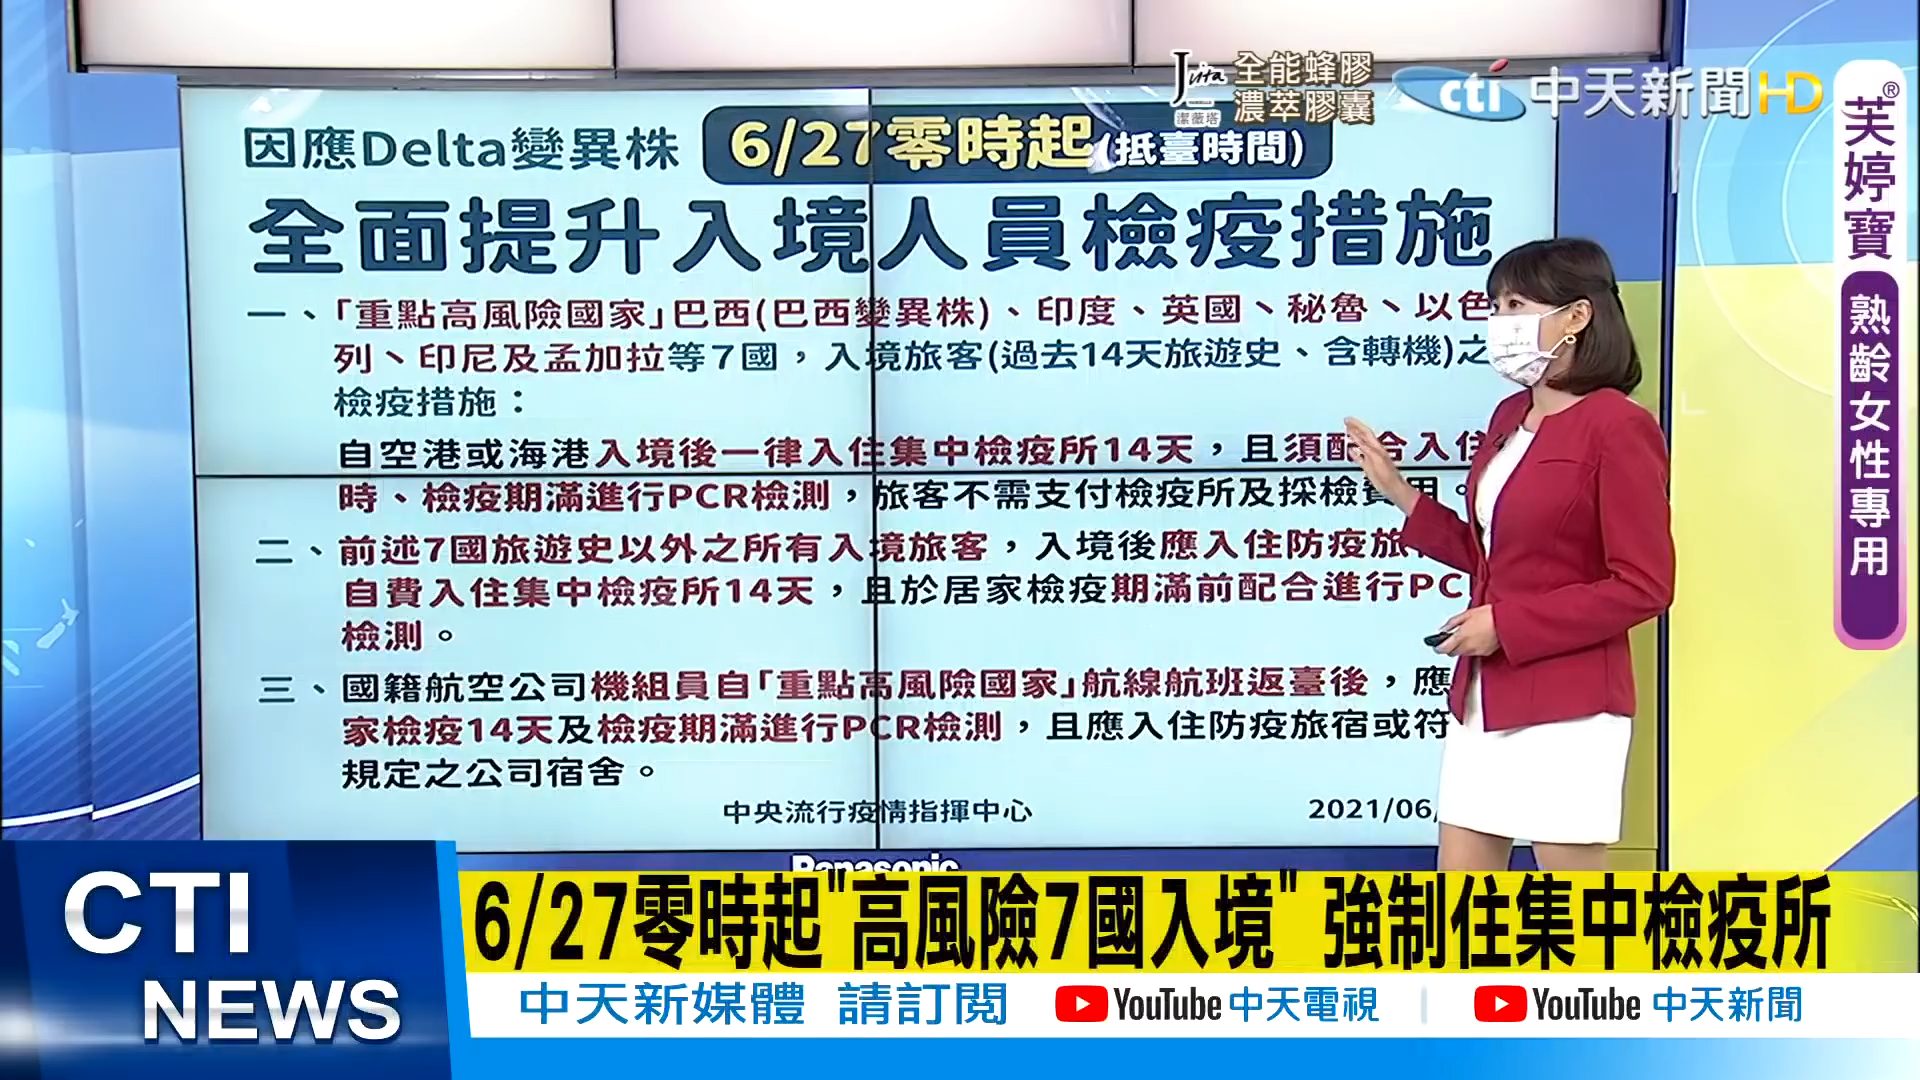 因應Delta變異株 6/27零時起(抵臺時間)
全面提升入境人員檢疫措施
一、「重點高風險國家」巴西(巴西變異株)、印度、英國、秘魯、以色
列、印尼及孟加拉等7國，入境旅客(過去14天旅遊史、含轉機)之
檢疫措施：
自空港或海港入境後一律入住集中檢疫所14天，且須配合入住
時、檢疫期滿進行PCR檢測，旅客不需支付檢疫所及採檢費用。
二、前述7國旅遊史以外之所有入境旅客，入境後應入住防疫旅
自費入住集中檢疫所14天，且於居家檢疫期滿前配合進行PC
檢測。
三、國籍航空公司機組員自「重點高風險國家」航線航班返臺後，應
家檢疫14天及檢疫期滿進行PCR檢測，且應入住防疫旅宿或符
規定之公司宿舍。
中央流行疫情指揮中心 2021/06/
Panasonic
Jvita
潔薇塔
全能蜂膠
濃萃膠囊
cti 中天新聞HD
芙婷寶®
熟齡女性專用
CTI
NEWS
6/27零時起"高風險7國入境" 強制住集中檢疫所
中天新媒體 請訂閱 YouTube 中天電視 | YouTube 中天新聞